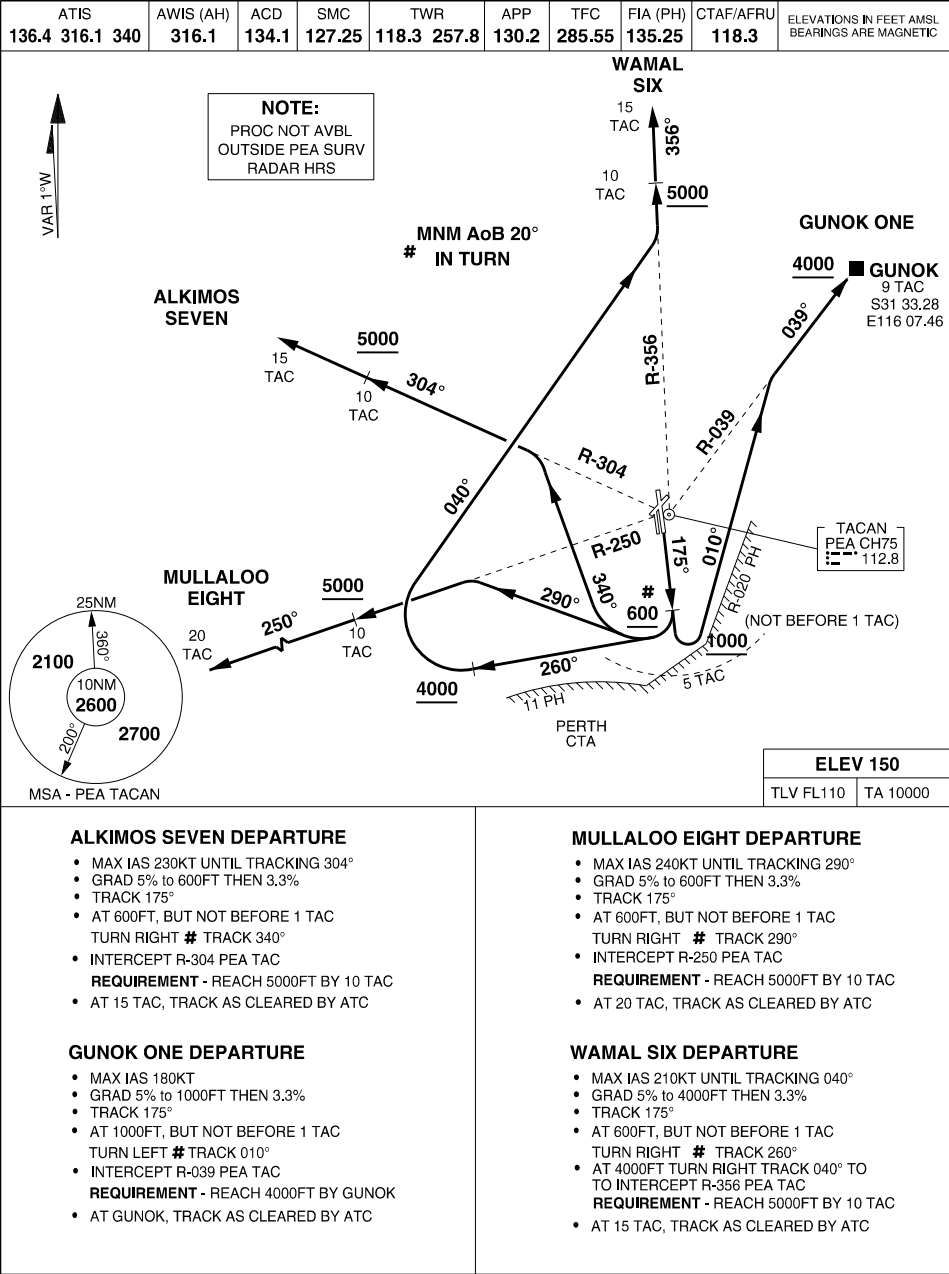 ATIS
136.4 316.1 340
AWIS (AH)
316.1
ACD
134.1
SMC
127.25
TWR
118.3 257.8
APP
130.2
TFC
285.55
FIA (PH)
135.25
CTAF/AFRU
118.3
ELEVATIONS IN FEET AMSL
BEARINGS ARE MAGNETIC
VAR 1°W
NOTE:
PROC NOT AVBL
OUTSIDE PEA SURV
RADAR HRS
WAMAL
SIX
15
TAC
356°
10
TAC
5000
# MNM AoB 20°
IN TURN
GUNOK ONE
4000
GUNOK
9 TAC
S31 33.28
E116 07.46
039°
ALKIMOS
SEVEN
5000
15
TAC
10
TAC
304°
R-356
R-039
R-304
040°
R-250
175°
010°
TACAN
PEA CH75
112.8
R-020 PH
MULLALOO
EIGHT
5000
250°
20
TAC
10
TAC
290°
340°
#
600
1000
(NOT BEFORE 1 TAC)
260°
4000
5 TAC
11 PH
PERTH
CTA
25NM
360°
2100
10NM
2600
2700
200°
MSA - PEA TACAN
ELEV 150
TLV FL110
TA 10000
ALKIMOS SEVEN DEPARTURE
• MAX IAS 230KT UNTIL TRACKING 304°
• GRAD 5% to 600FT THEN 3.3%
• TRACK 175°
• AT 600FT, BUT NOT BEFORE 1 TAC
TURN RIGHT # TRACK 340°
• INTERCEPT R-304 PEA TAC
REQUIREMENT - REACH 5000FT BY 10 TAC
• AT 15 TAC, TRACK AS CLEARED BY ATC
GUNOK ONE DEPARTURE
• MAX IAS 180KT
• GRAD 5% to 1000FT THEN 3.3%
• TRACK 175°
• AT 1000FT, BUT NOT BEFORE 1 TAC
TURN LEFT # TRACK 010°
• INTERCEPT R-039 PEA TAC
REQUIREMENT - REACH 4000FT BY GUNOK
• AT GUNOK, TRACK AS CLEARED BY ATC
MULLALOO EIGHT DEPARTURE
• MAX IAS 240KT UNTIL TRACKING 290°
• GRAD 5% to 600FT THEN 3.3%
• TRACK 175°
• AT 600FT, BUT NOT BEFORE 1 TAC
TURN RIGHT # TRACK 290°
• INTERCEPT R-250 PEA TAC
REQUIREMENT - REACH 5000FT BY 10 TAC
• AT 20 TAC, TRACK AS CLEARED BY ATC
WAMAL SIX DEPARTURE
• MAX IAS 210KT UNTIL TRACKING 040°
• GRAD 5% to 4000FT THEN 3.3%
• TRACK 175°
• AT 600FT, BUT NOT BEFORE 1 TAC
TURN RIGHT # TRACK 260°
• AT 4000FT TURN RIGHT TRACK 040° TO
TO INTERCEPT R-356 PEA TAC
REQUIREMENT - REACH 5000FT BY 10 TAC
• AT 15 TAC, TRACK AS CLEARED BY ATC